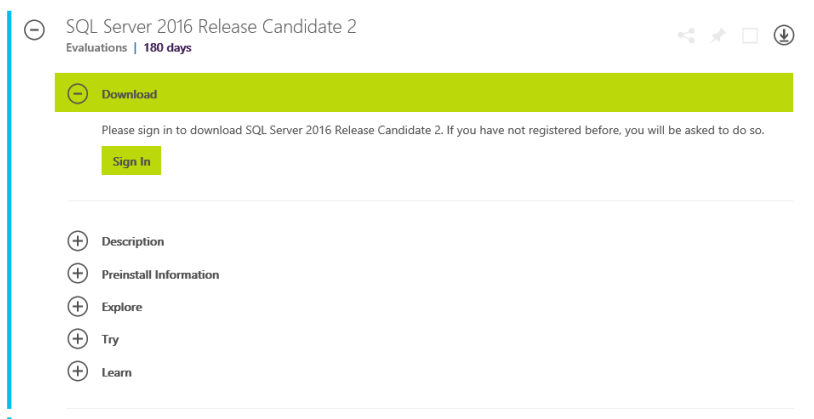 SQL Server 2016 Release Candidate 2
Evaluations | 180 days
Download
Please sign in to download SQL Server 2016 Release Candidate 2. If you have not registered before, you will be asked to do so.
Sign In
Description
Preinstall Information
Explore
Try
Learn